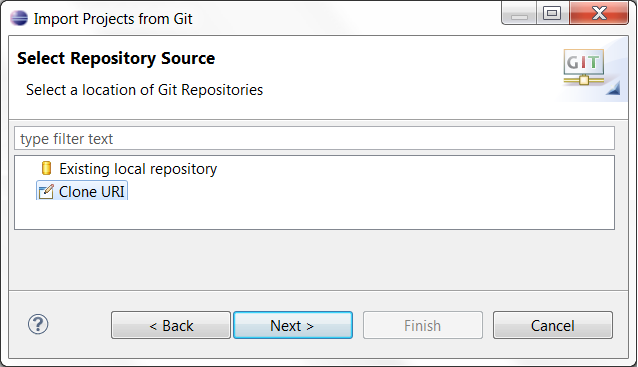 Import Projects from Git
Select Repository Source
Select a location of Git Repositories
GIT
type filter text
Existing local repository
Clone URI
?
< Back
Next >
Finish
Cancel